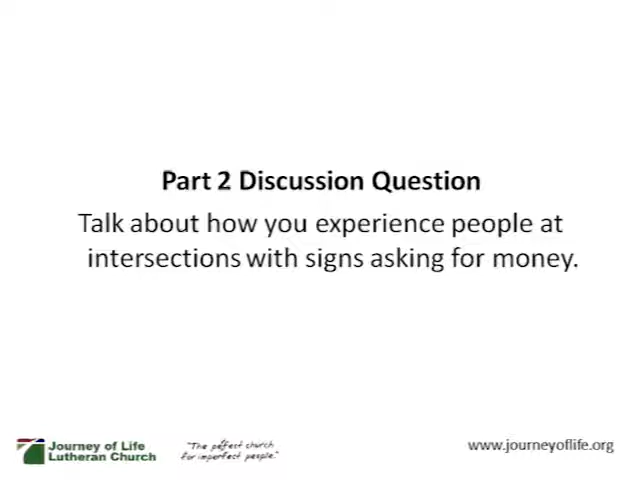 Part 2 Discussion Question
Talk about how you experience people at
intersections with signs asking for money.
Journey of Life
Lutheran Church
"The perfect church
for imperfect people."
www.journeyoflife.org